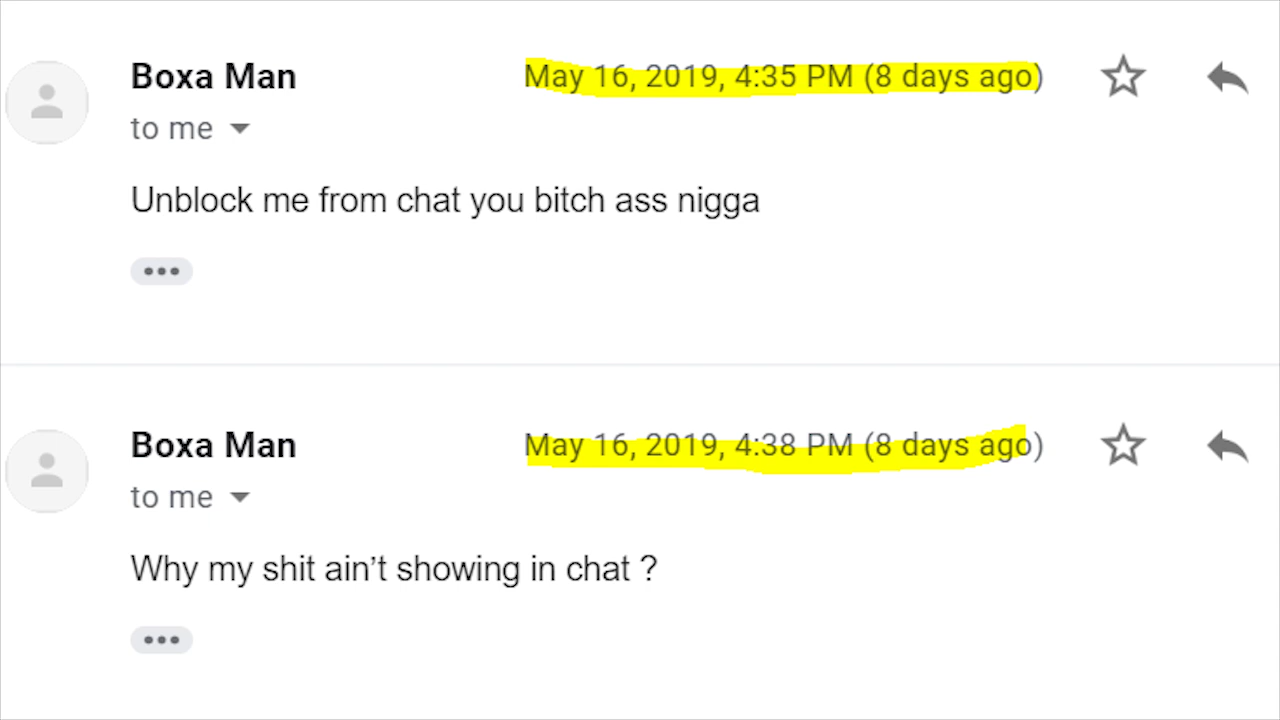 Boxa Man May 16, 2019, 4:35 PM (8 days ago)
to me
Unblock me from chat you bitch ass nigga
Boxa Man May 16, 2019, 4:38 PM (8 days ago)
to me
Why my shit ain’t showing in chat ?